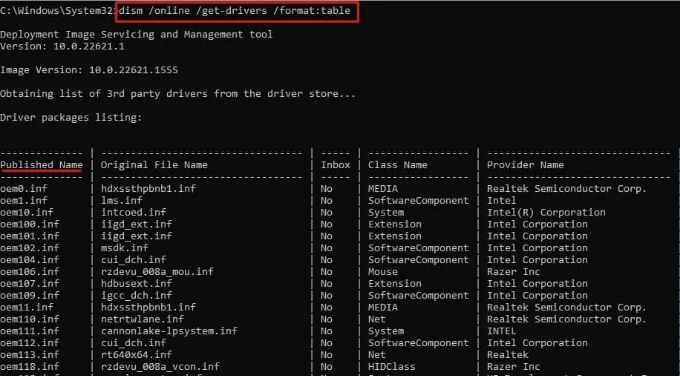 C:\Windows\System32>dism /online /get-drivers /format:table
Deployment Image Servicing and Management tool
Version: 10.0.22621.1
Image Version: 10.0.22621.1555
Obtaining list of 3rd party drivers from the driver store...
Driver packages listing:
-------------- | ------------------------------ | ----- | ----------------- | ----------------------------
Published Name | Original File Name | Inbox | Class Name | Provider Name
-------------- | ------------------------------ | ----- | ----------------- | ----------------------------
oem0.inf | hdxssthpbnb1.inf | No | MEDIA | Realtek Semiconductor Corp.
oem1.inf | lms.inf | No | SoftwareComponent | Intel
oem10.inf | intcoed.inf | No | System | Intel(R) Corporation
oem100.inf | iigd_ext.inf | No | Extension | Intel Corporation
oem101.inf | iigd_ext.inf | No | Extension | Intel Corporation
oem102.inf | msdk.inf | No | SoftwareComponent | Intel Corporation
oem104.inf | cui_dch.inf | No | SoftwareComponent | Intel Corporation
oem106.inf | rzdevu_008a_mou.inf | No | Mouse | Razer Inc
oem107.inf | hdbusext.inf | No | Extension | Intel Corporation
oem109.inf | igcc_dch.inf | No | SoftwareComponent | Intel Corporation
oem11.inf | hdxssthpbnb1.inf | No | MEDIA | Realtek Semiconductor Corp.
oem110.inf | netrtwlane.inf | No | Net | Realtek Semiconductor Corp.
oem111.inf | cannonlake-lpsystem.inf | No | System | INTEL
oem112.inf | cui_dch.inf | No | SoftwareComponent | Intel Corporation
oem113.inf | rt640x64.inf | No | Net | Realtek
oem118.inf | rzdevu_008a_vcon.inf | No | HIDClass | Razer Inc